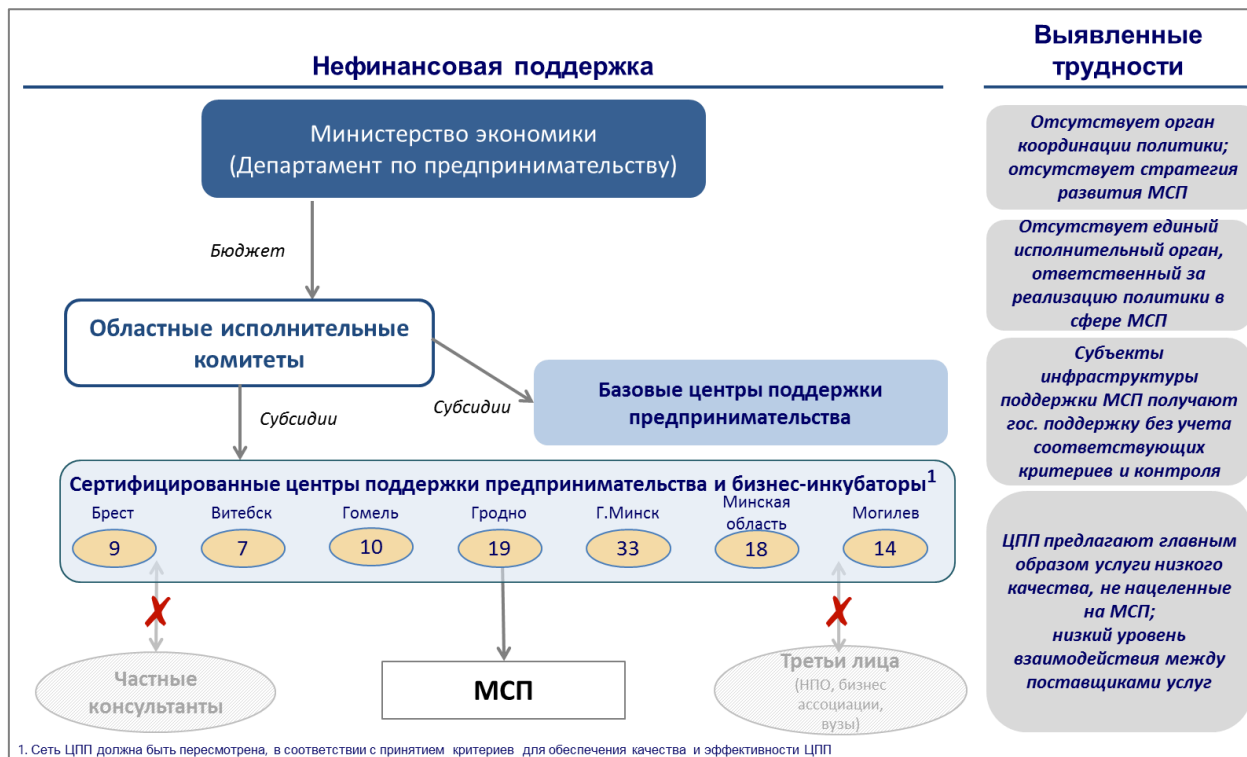 Нефинансовая поддержка
Министерство экономики
(Департамент по предпринимательству)
Бюджет
Областные исполнительные
комитеты
Субсидии
Субсидии
Базовые центры поддержки
предпринимательства
Сертифицированные центры поддержки предпринимательства и бизнес-инкубаторы1
Брест
9
Витебск
7
Гомель
10
Гродно
19
Г.Минск
33
Минская
область
18
Могилев
14
Частные
консультанты
МСП
Третьи лица
(НПО, бизнес
ассоциации,
вузы)
Выявленные
трудности
Отсутствует орган
координации политики;
отсутствует стратегия
развития МСП
Отсутствует единый
исполнительный орган,
ответственный за
реализацию политики в
сфере МСП
Субъекты
инфраструктуры
поддержки МСП получают
гос. поддержку без учета
соответствующих
критериев и контроля
ЦПП предлагают главным
образом услуги низкого
качества, не нацеленные
на МСП;
низкий уровень
взаимодействия между
поставщиками услуг
1. Сеть ЦПП должна быть пересмотрена, в соответствии с принятием критериев для обеспечения качества и эффективности ЦПП